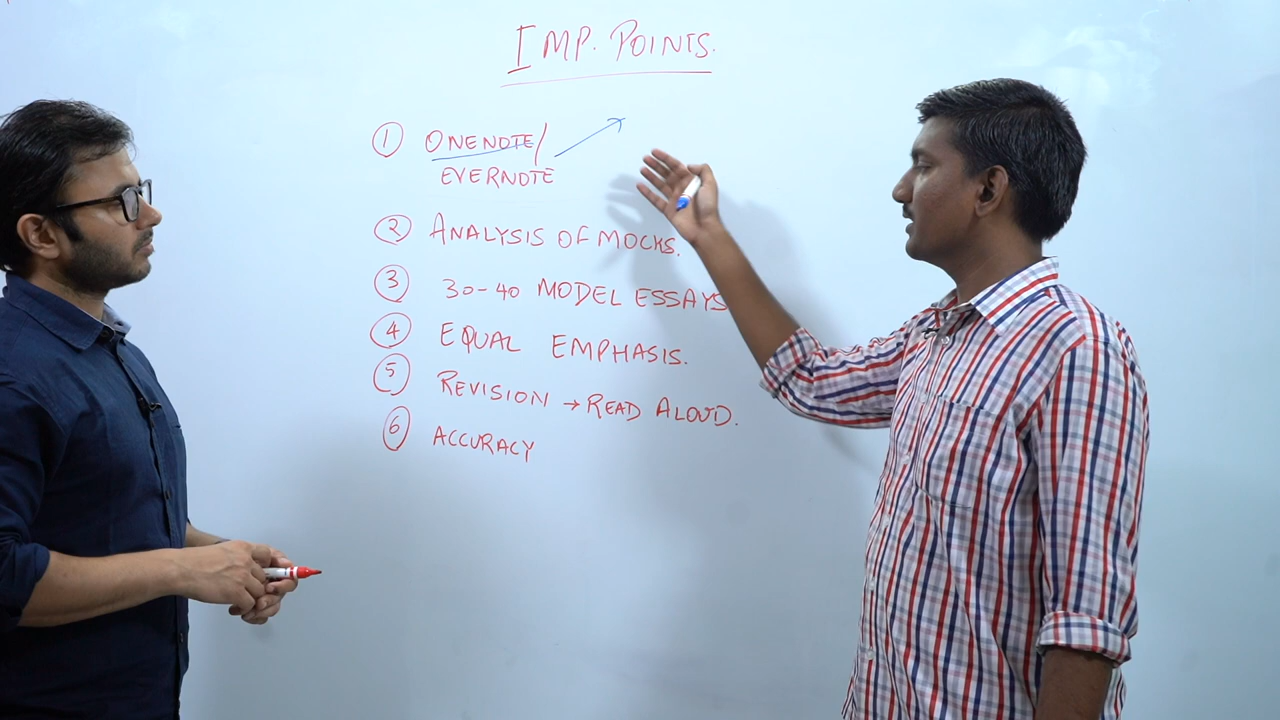 IMP. POINTS.
① ONENOTE/
EVERNOTE
② ANALYSIS OF MOCKS.
③ 30-40 MODEL ESSAYS
④ EQUAL EMPHASIS.
⑤ REVISION → READ ALOUD.
⑥ ACCURACY